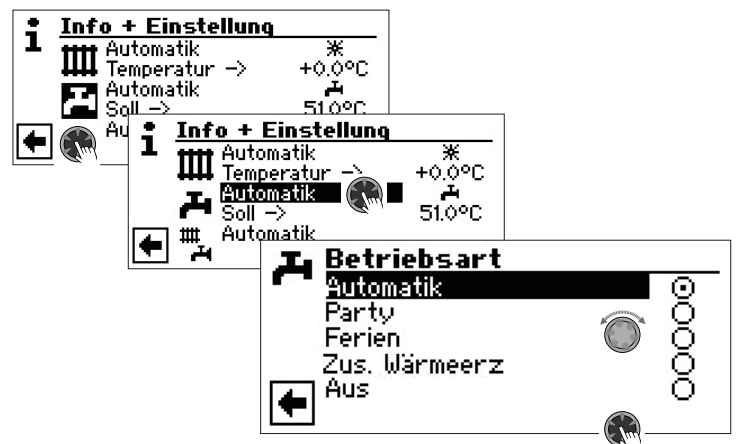 Info + Einstellung
Automatik
Temperatur -> +0.0°C
Automatik
Soll -> 51.0°C
Au
Info + Einstellung
Automatik
Temperatur -> +0.0°C
Automatik
Soll -> 51.0°C
Automatik
Betriebsart
Automatik
Party
Ferien
Zus. Wärmeerz
Aus